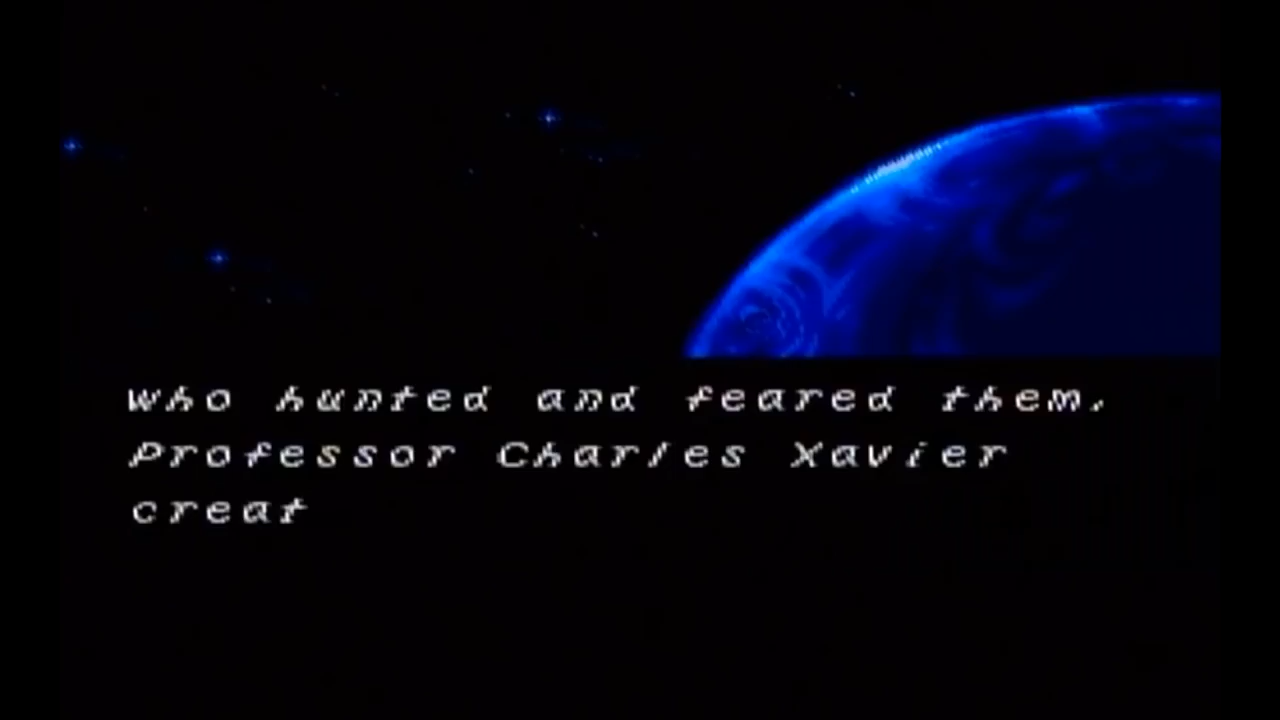 who hunted and feared them,
Professor Charles Xavier
creat